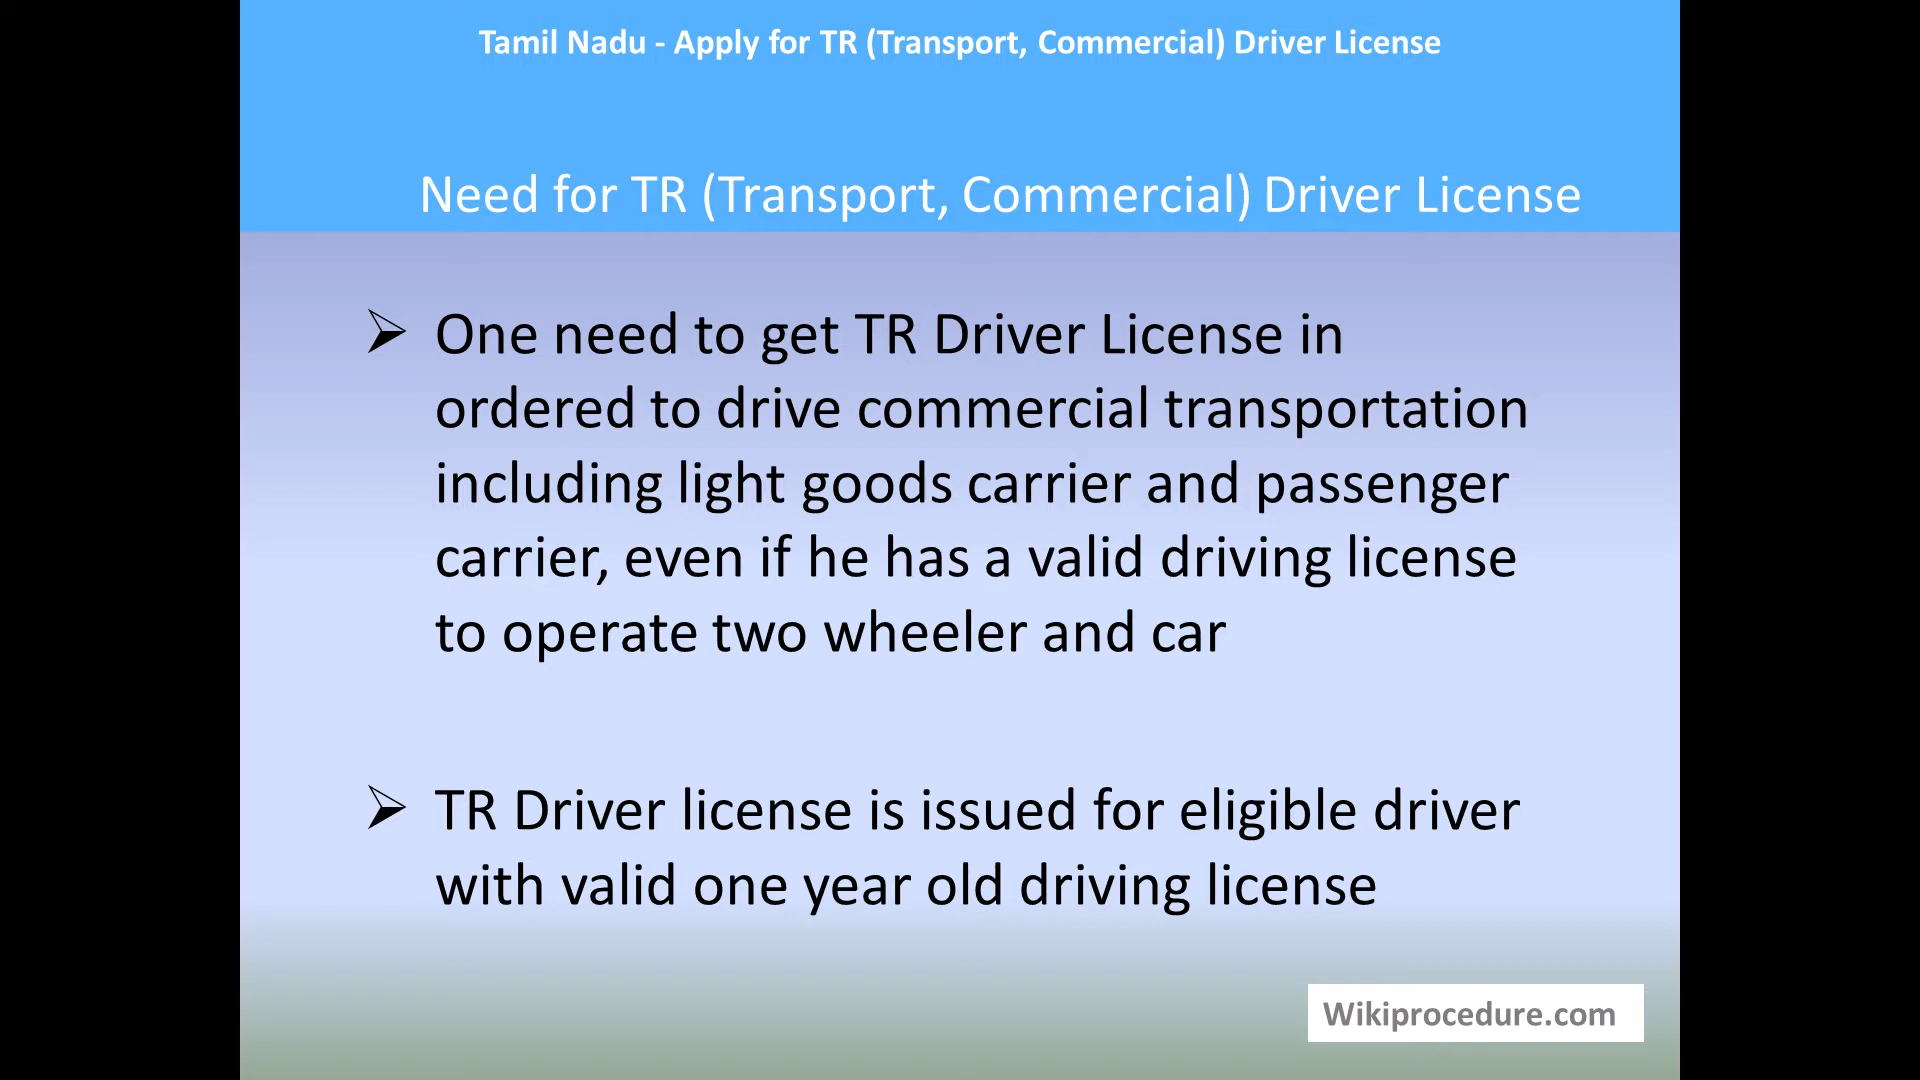 Tamil Nadu - Apply for TR (Transport, Commercial) Driver License
Need for TR (Transport, Commercial) Driver License
➢ One need to get TR Driver License in
ordered to drive commercial transportation
including light goods carrier and passenger
carrier, even if he has a valid driving license
to operate two wheeler and car
➢ TR Driver license is issued for eligible driver
with valid one year old driving license
Wikiprocedure.com